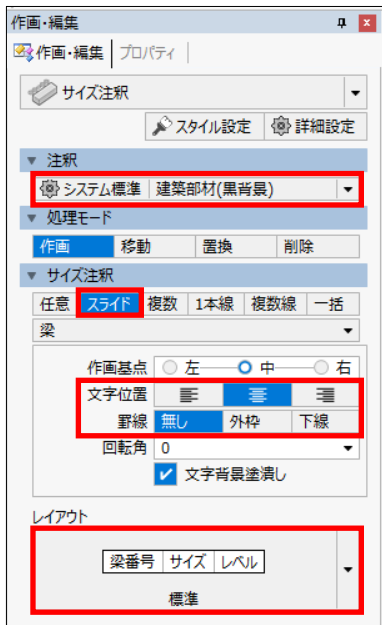 作画・編集
作画・編集 プロパティ
サイズ注釈
スタイル設定 詳細設定
注釈
システム標準 建築部材(黒背景)
処理モード
作画 移動 置換 削除
サイズ注釈
任意 スライド 複数 1本線 複数線 一括
梁
作画基点 左 中 右
文字位置
罫線 無し 外枠 下線
回転角 0
文字背景塗潰し
レイアウト
梁番号 サイズ レベル
標準